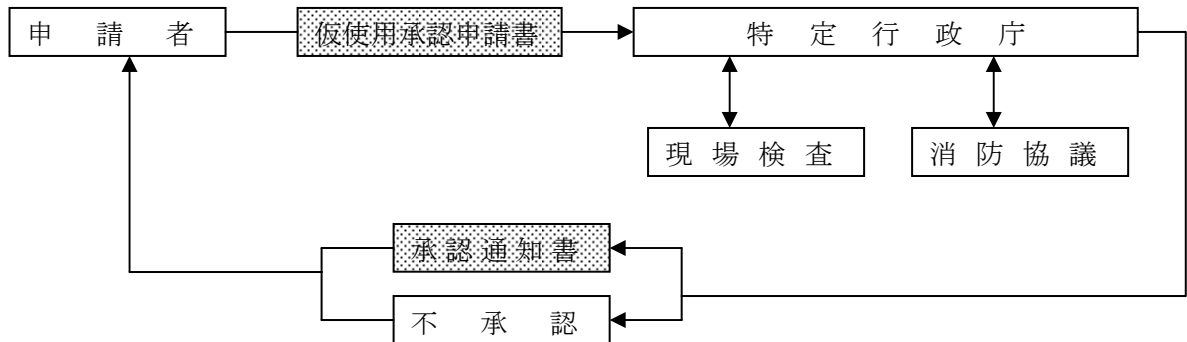 申請者
仮使用承認申請書
特定行政庁
現場検査
消防協議
承認通知書
不承認